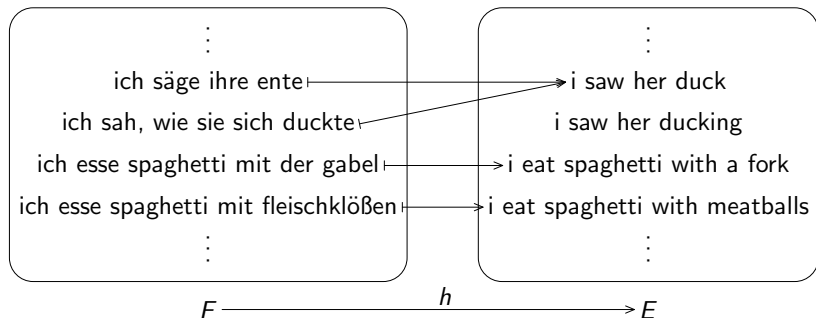 ich säge ihre ente i saw her duck
ich sah, wie sie sich duckte i saw her ducking
ich esse spaghetti mit der gabel i eat spaghetti with a fork
ich esse spaghetti mit fleischklößen i eat spaghetti with meatballs
F h E